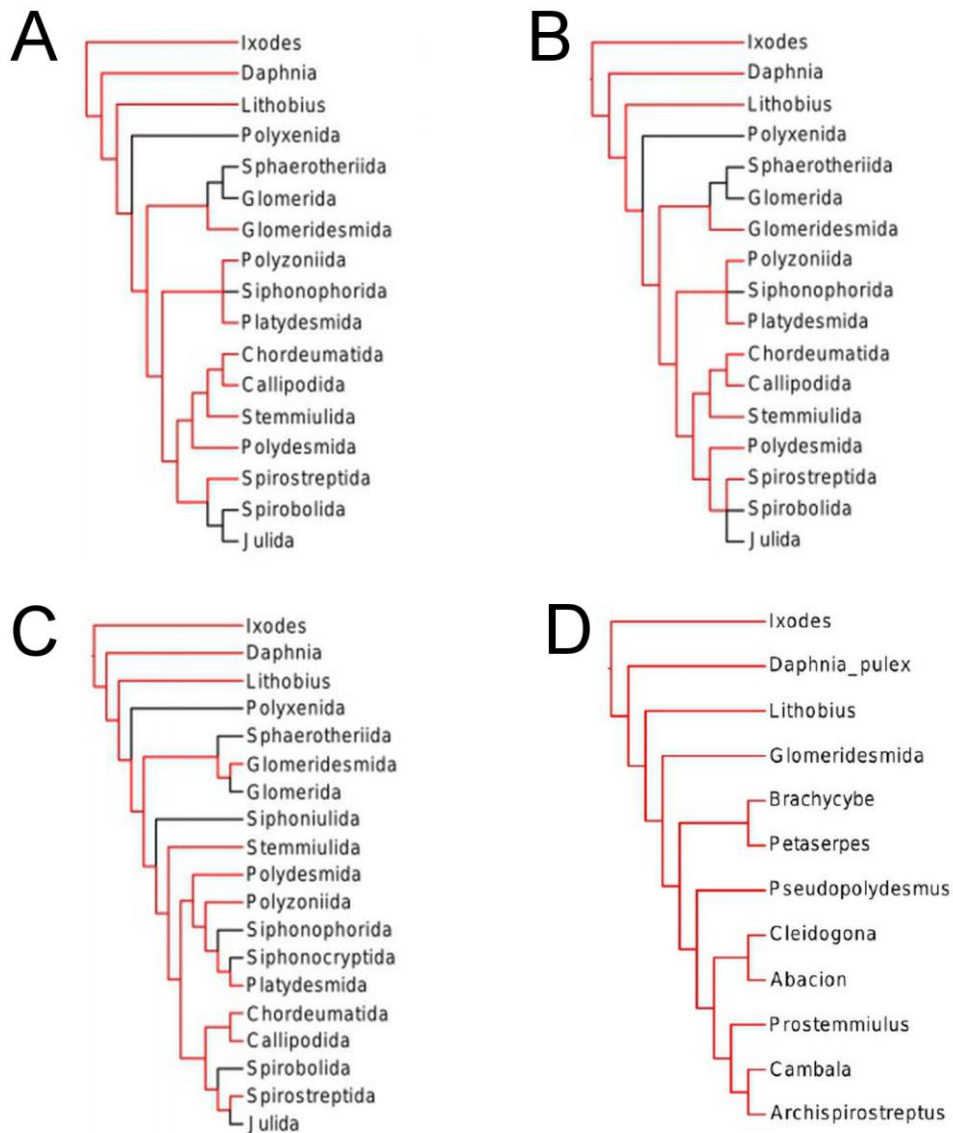 A
Ixodes
Daphnia
Lithobius
Polyxenida
Sphaerotheriida
Glomerida
Glomeridesmida
Polyzoniida
Siphonophorida
Platydesmida
Chordeumatida
Callipodida
Stemmiulida
Polydesmida
Spirostreptida
Spirobolida
Julida
B
Ixodes
Daphnia
Lithobius
Polyxenida
Sphaerotheriida
Glomerida
Glomeridesmida
Polyzoniida
Siphonophorida
Platydesmida
Chordeumatida
Callipodida
Stemmiulida
Polydesmida
Spirostreptida
Spirobolida
Julida
C
Ixodes
Daphnia
Lithobius
Polyxenida
Sphaerotheriida
Glomeridesmida
Glomerida
Siphoniulida
Stemmiulida
Polydesmida
Polyzoniida
Siphonophorida
Siphonocryptida
Platydesmida
Chordeumatida
Callipodida
Spirobolida
Spirostreptida
Julida
D
Ixodes
Daphnia_pulex
Lithobius
Glomeridesmida
Brachycybe
Petaserpes
Pseudopolydesmus
Cleidogona
Abacion
Prostemmiulus
Cambala
Archispirostreptus